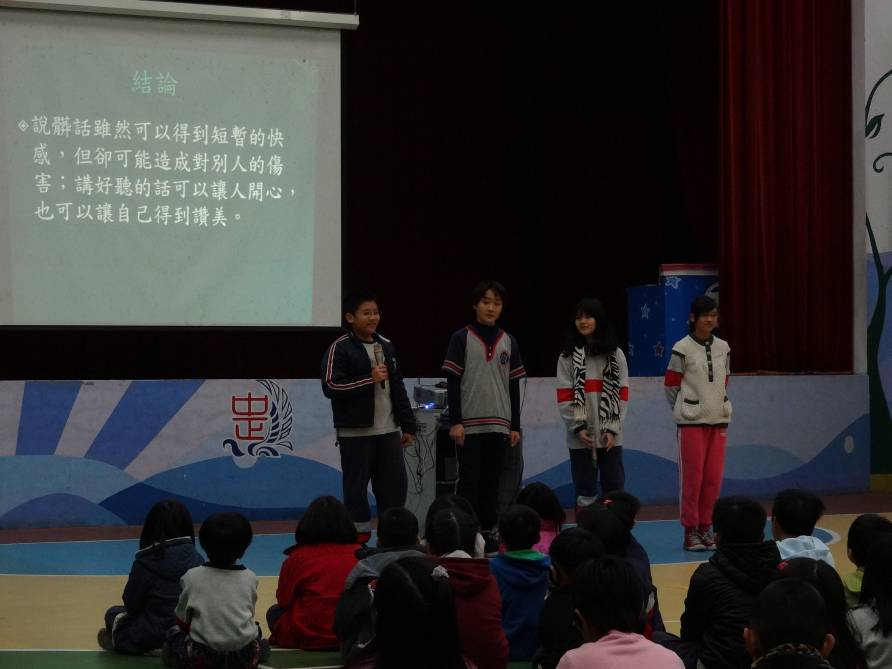 結論
◈說髒話雖然可以得到短暫的快
感，但卻可能造成對別人的傷
害；講好聽的話可以讓人開心，
也可以讓自己得到讚美。